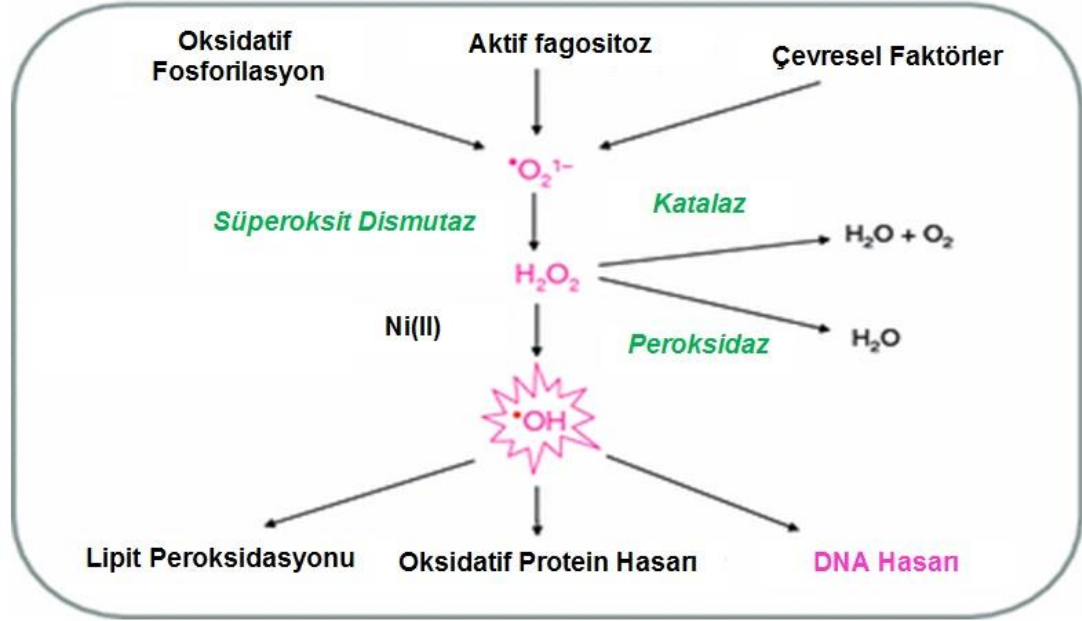 Oksidatif
Fosforilasyon
Aktif fagositoz
Çevresel Faktörler
•O₂¹⁻
Süperoksit Dismutaz
Katalaz
H₂O + O₂
H₂O₂
Ni(II)
Peroksidaz
H₂O
•OH
Lipit Peroksidasyonu
Oksidatif Protein Hasarı
DNA Hasarı